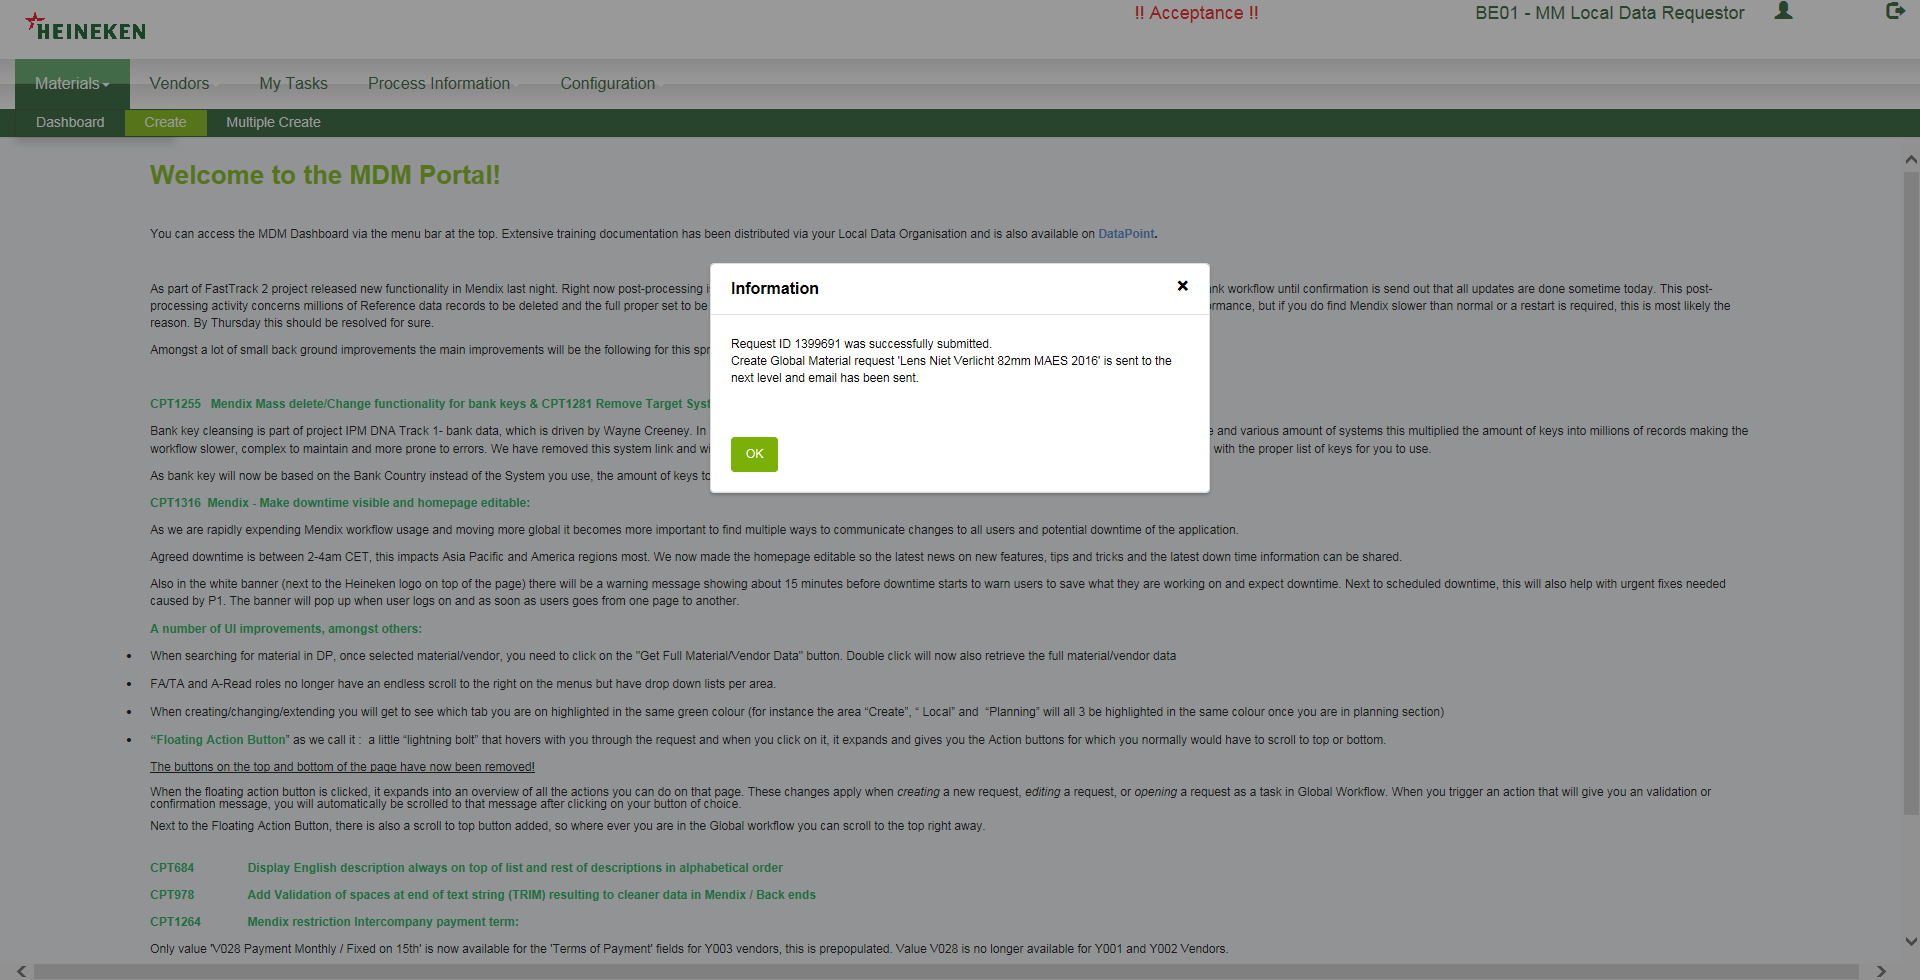 HEINEKEN
!! Acceptance !!
BE01 - MM Local Data Requestor
Materials
Vendors
My Tasks
Process Information
Configuration
Dashboard
Create
Multiple Create
Welcome to the MDM Portal!
You can access the MDM Dashboard via the menu bar at the top. Extensive training documentation has been distributed via your Local Data Organisation and is also available on DataPoint.
As part of FastTrack 2 project released new functionality in Mendix last night. Right now post-processing
workflow until confirmation is send out that all updates are done sometime today. This post-
processing activity concerns millions of Reference data records to be deleted and the full proper set to be
but if you do find Mendix slower than normal or a restart is required, this is most likely the
reason. By Thursday this should be resolved for sure.
Amongst a lot of small back ground improvements the main improvements will be the following for this
Information
Request ID 1399691 was successfully submitted.
Create Global Material request 'Lens Niet Verlicht 82mm MAES 2016' is sent to the
next level and email has been sent.
OK
CPT1255 Mendix Mass delete/Change functionality for bank keys & CPT1281 Remove Target
Bank key cleansing is part of project IPM DNA Track 1- bank data, which is driven by Wayne Creeney. In
and various amount of systems this multiplied the amount of keys into millions of records making the
workflow slower, complex to maintain and more prone to errors. We have removed this system link and
with the proper list of keys for you to use.
As bank key will now be based on the Bank Country instead of the System you use, the amount of keys
CPT1316 Mendix - Make downtime visible and homepage editable:
As we are rapidly expending Mendix workflow usage and moving more global it becomes more important to find multiple ways to communicate changes to all users and potential downtime of the application.
Agreed downtime is between 2-4am CET, this impacts Asia Pacific and America regions most. We now made the homepage editable so the latest news on new features, tips and tricks and the latest down time information can be shared.
Also in the white banner (next to the Heineken logo on top of the page) there will be a warning message showing about 15 minutes before downtime starts to warn users to save what they are working on and expect downtime. Next to scheduled downtime, this will also help with urgent fixes needed
caused by P1. The banner will pop up when user logs on and as soon as users goes from one page to another.
A number of UI improvements, amongst others:
• When searching for material in DP, once selected material/vendor, you need to click on the "Get Full Material/Vendor Data" button. Double click will now also retrieve the full material/vendor data
• FA/TA and A-Read roles no longer have an endless scroll to the right on the menus but have drop down lists per area.
• When creating/changing/extending you will get to see which tab you are on highlighted in the same green colour (for instance the area “Create”, “ Local” and “Planning” will all 3 be highlighted in the same colour once you are in planning section)
• “Floating Action Button” as we call it : a little “lightning bolt” that hovers with you through the request and when you click on it, it expands and gives you the Action buttons for which you normally would have to scroll to top or bottom.
The buttons on the top and bottom of the page have now been removed!
When the floating action button is clicked, it expands into an overview of all the actions you can do on that page. These changes apply when creating a new request, editing a request, or opening a request as a task in Global Workflow. When you trigger an action that will give you an validation or
confirmation message, you will automatically be scrolled to that message after clicking on your button of choice.
Next to the Floating Action Button, there is also a scroll to top button added, so where ever you are in the Global workflow you can scroll to the top right away.
CPT684 Display English description always on top of list and rest of descriptions in alphabetical order
CPT978 Add Validation of spaces at end of text string (TRIM) resulting to cleaner data in Mendix / Back ends
CPT1264 Mendix restriction Intercompany payment term:
Only value 'V028 Payment Monthly / Fixed on 15th' is now available for the 'Terms of Payment' fields for Y003 vendors, this is prepopulated. Value V028 is no longer available for Y001 and Y002 Vendors.